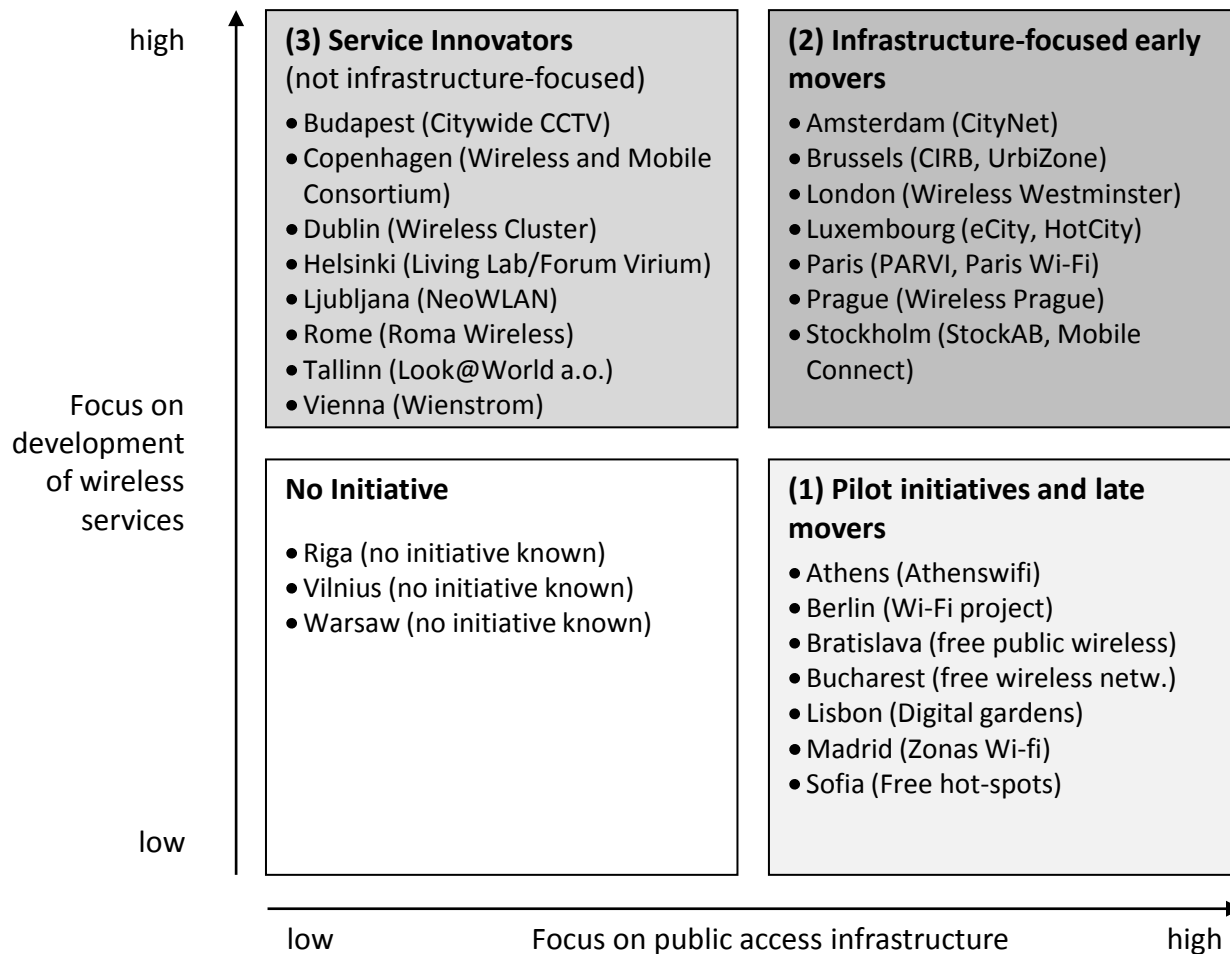 high
(3) Service Innovators
(not infrastructure-focused)
• Budapest (Citywide CCTV)
• Copenhagen (Wireless and Mobile
Consortium)
• Dublin (Wireless Cluster)
• Helsinki (Living Lab/Forum Virium)
• Ljubljana (NeoWLAN)
• Rome (Roma Wireless)
• Tallinn (Look@World a.o.)
• Vienna (Wienstrom)
(2) Infrastructure-focused early
movers
• Amsterdam (CityNet)
• Brussels (CIRB, UrbiZone)
• London (Wireless Westminster)
• Luxembourg (eCity, HotCity)
• Paris (PARVI, Paris Wi-Fi)
• Prague (Wireless Prague)
• Stockholm (StockAB, Mobile
Connect)
Focus on
development
of wireless
services
No Initiative
• Riga (no initiative known)
• Vilnius (no initiative known)
• Warsaw (no initiative known)
(1) Pilot initiatives and late
movers
• Athens (Athenswifi)
• Berlin (Wi-Fi project)
• Bratislava (free public wireless)
• Bucharest (free wireless netw.)
• Lisbon (Digital gardens)
• Madrid (Zonas Wi-fi)
• Sofia (Free hot-spots)
low
low
Focus on public access infrastructure
high